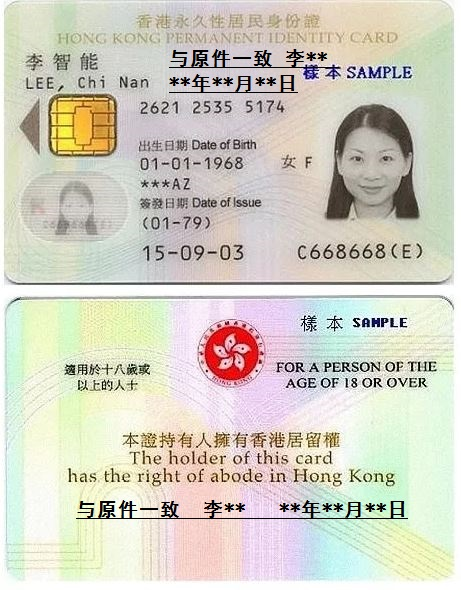 香港永久性居民身份證
HONG KONG PERMANENT IDENTITY CARD
李智能
与原件一致 李**
LEE, Chi Nan
**年**月**日
樣本 SAMPLE
2621 2535 5174
出生日期 Date of Birth
01-01-1968
女 F
***AZ
簽發日期 Date of Issue
(01-79)
15-09-03
C668668(E)
樣本 SAMPLE
HONG KONG
適用於十八歲或
以上的人士
FOR A PERSON OF THE
AGE OF 18 OR OVER
本證持有人擁有香港居留權
The holder of this card
has the right of abode in Hong Kong
与原件一致 李** **年**月**日